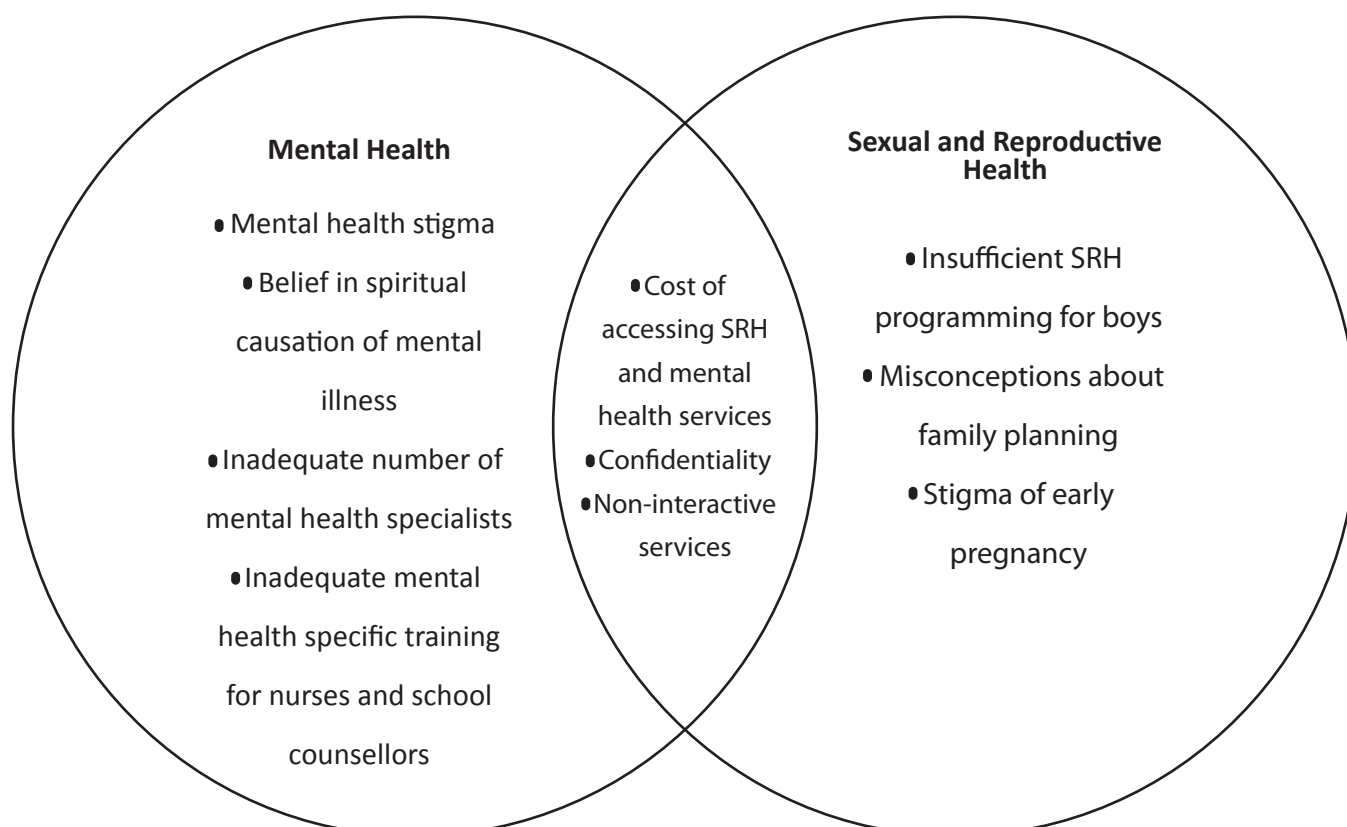 Mental Health
• Mental health stigma
• Belief in spiritual
causation of mental
illness
• Inadequate number of
mental health specialists
• Inadequate mental
health specific training
for nurses and school
counsellors
• Cost of
accessing SRH
and mental
health services
• Confidentiality
• Non-interactive
services
Sexual and Reproductive
Health
• Insufficient SRH
programming for boys
• Misconceptions about
family planning
• Stigma of early
pregnancy